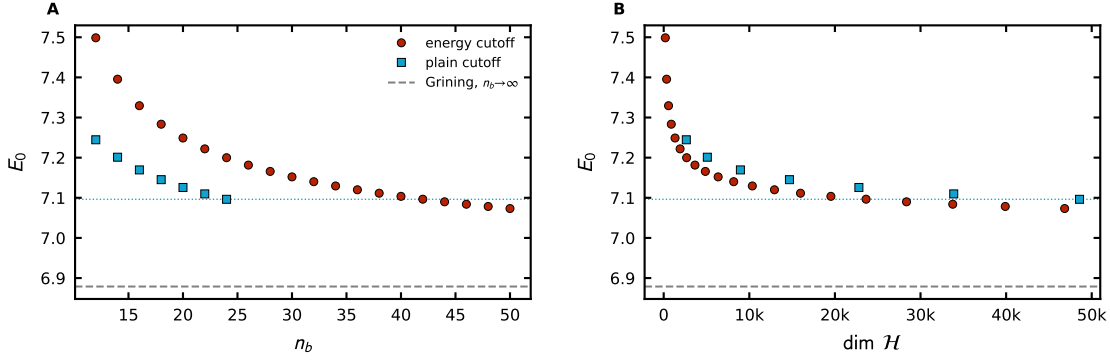 A
7.5
7.4
7.3
7.2
7.1
7.0
6.9
E₀
energy cutoff
plain cutoff
Grining, n_b→∞
15 20 25 30 35 40 45 50
n_b
B
7.5
7.4
7.3
7.2
7.1
7.0
6.9
E₀
0 10k 20k 30k 40k 50k
dim ℋ